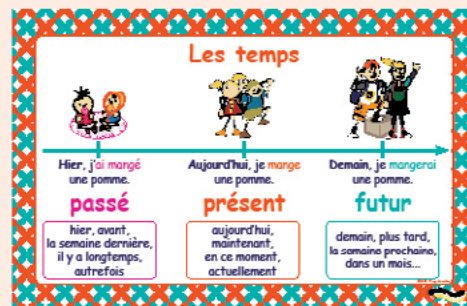 Les temps
Hier, j'ai mangé
une pomme.
Aujourd'hui, je mange
une pomme.
Demain, je mangerai
une pomme.
passé
présent
futur
hier, avant,
la semaine dernière,
il y a longtemps,
autrefois
aujourd'hui,
maintenant,
en ce moment,
actuellement
demain, plus tard,
la semaine prochaine,
dans un mois...